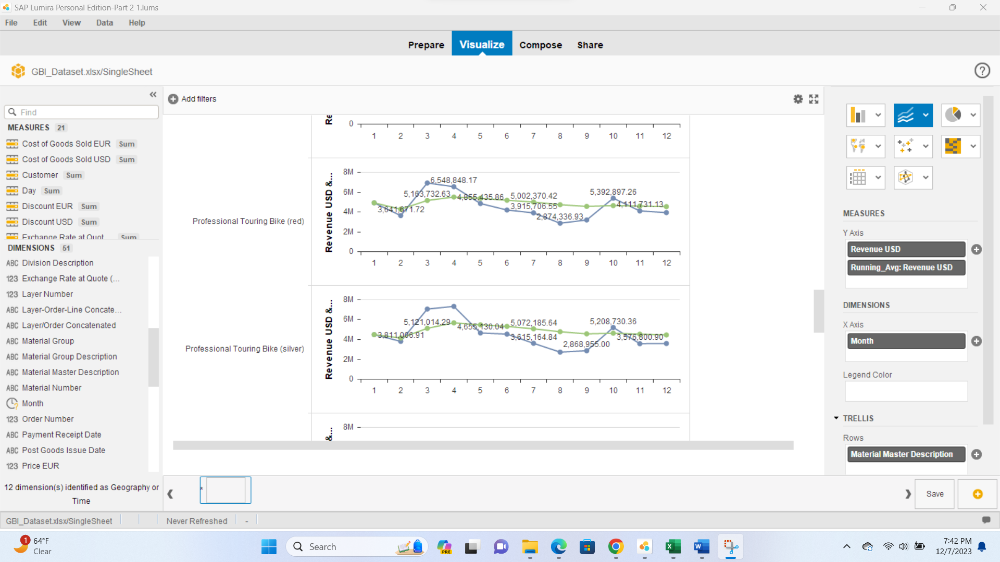 SAP Lumira Personal Edition-Part 2 1.lums
File Edit View Data Help
Prepare Visualize Compose Share
GBI_Dataset.xlsx/SingleSheet
Find
MEASURES 21
Cost of Goods Sold EUR Sum
Cost of Goods Sold USD Sum
Customer Sum
Day Sum
Discount EUR Sum
Discount USD Sum
Exchange Rate at Quot... Sum
DIMENSIONS 51
ABC Division Description
123 Exchange Rate at Quote (...
123 Layer Number
ABC Layer-Order-Line Concate...
ABC Layer/Order Concatenated
ABC Material Group
ABC Material Group Description
ABC Material Master Description
ABC Material Number
Month
123 Order Number
ABC Payment Receipt Date
ABC Post Goods Issue Date
123 Price EUR
12 dimension(s) identified as Geography or
Time
Add filters
Re
0
1 2 3 4 5 6 7 8 9 10 11 12
Professional Touring Bike (red)
Revenue USD &...
8M
6M
4M
2M
0
6,548,848.17
5,163,732.63
4,855,435.86
5,002,370.42
5,392,897.26
3,641,671.72
3,915,706.55
4,111,731.13
2,874,336.93
1 2 3 4 5 6 7 8 9 10 11 12
Professional Touring Bike (silver)
Revenue USD &...
8M
6M
4M
2M
0
5,121,014.29
4,655,130.04
5,072,185.64
5,208,730.36
3,811,006.91
3,615,164.84
3,576,800.90
2,868,955.00
1 2 3 4 5 6 7 8 9 10 11 12
&...
8M
MEASURES
Y Axis
Revenue USD
Running_Avg: Revenue USD
DIMENSIONS
X Axis
Month
Legend Color
TRELLIS
Rows
Material Master Description
*
Save
GBI_Dataset.xlsx/SingleSheet Never Refreshed -
1
64°F
Clear
Search
PRE
7:42 PM
12/7/2023